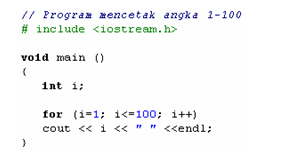 // Program mencetak angka 1-100
# include <iostream.h>
void main ()
{
int i;
for (i=1; i<=100; i++)
cout << i << " " <<endl;
}